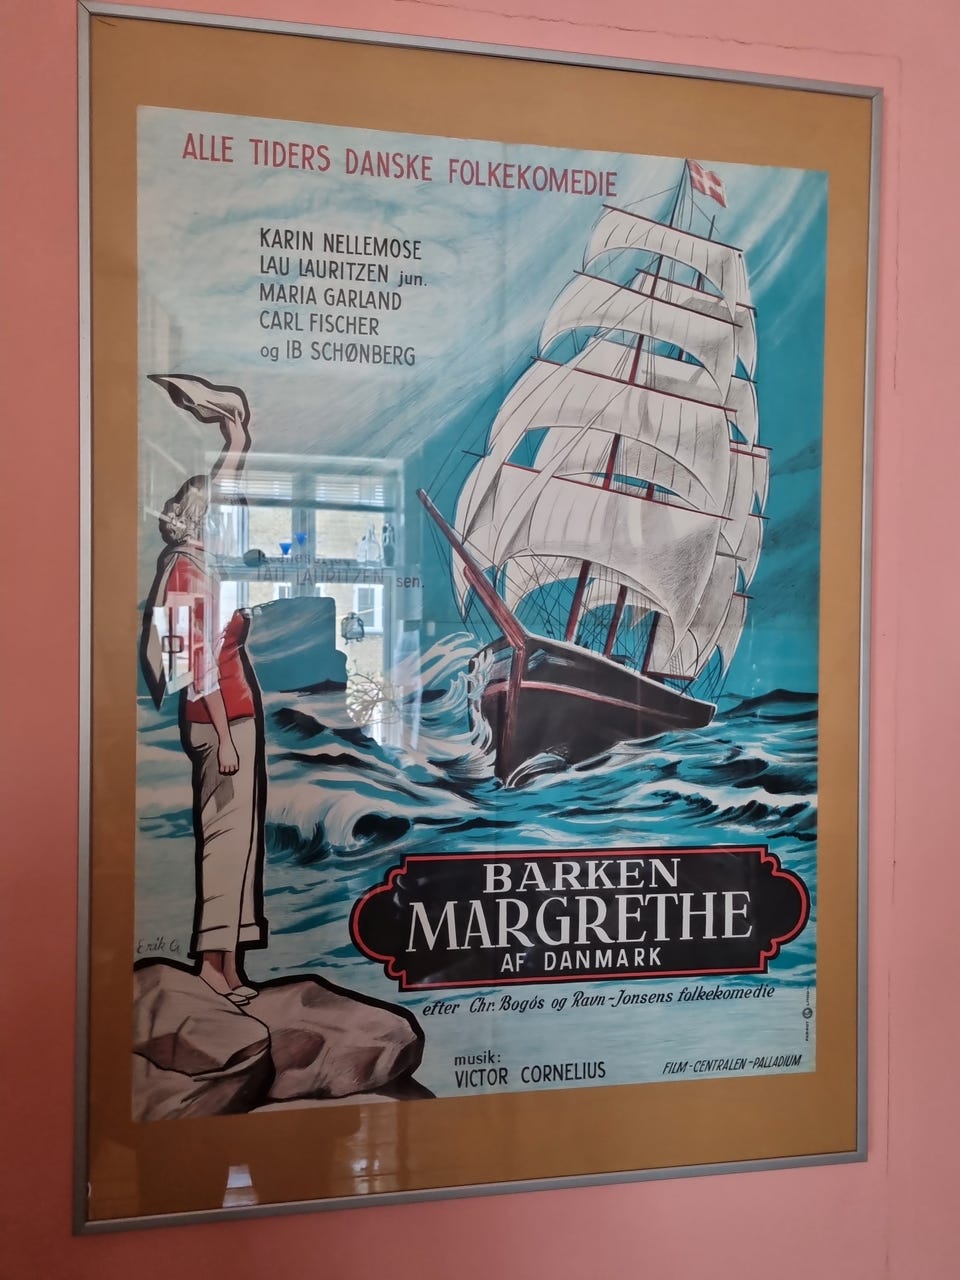 ALLE TIDERS DANSKE FOLKEKOMEDIE
KARIN NELLEMOSE
LAU LAURITZEN jun.
MARIA GARLAND
CARL FISCHER
og IB SCHØNBERG
LAU LAURITZEN sen.
BARKEN
MARGRETHE
AF DANMARK
efter Chr. Bogøs og Ravn-Jonsens folkekomedie
Erik
musik:
VICTOR CORNELIUS
FILM-CENTRALEN-PALLADIUM